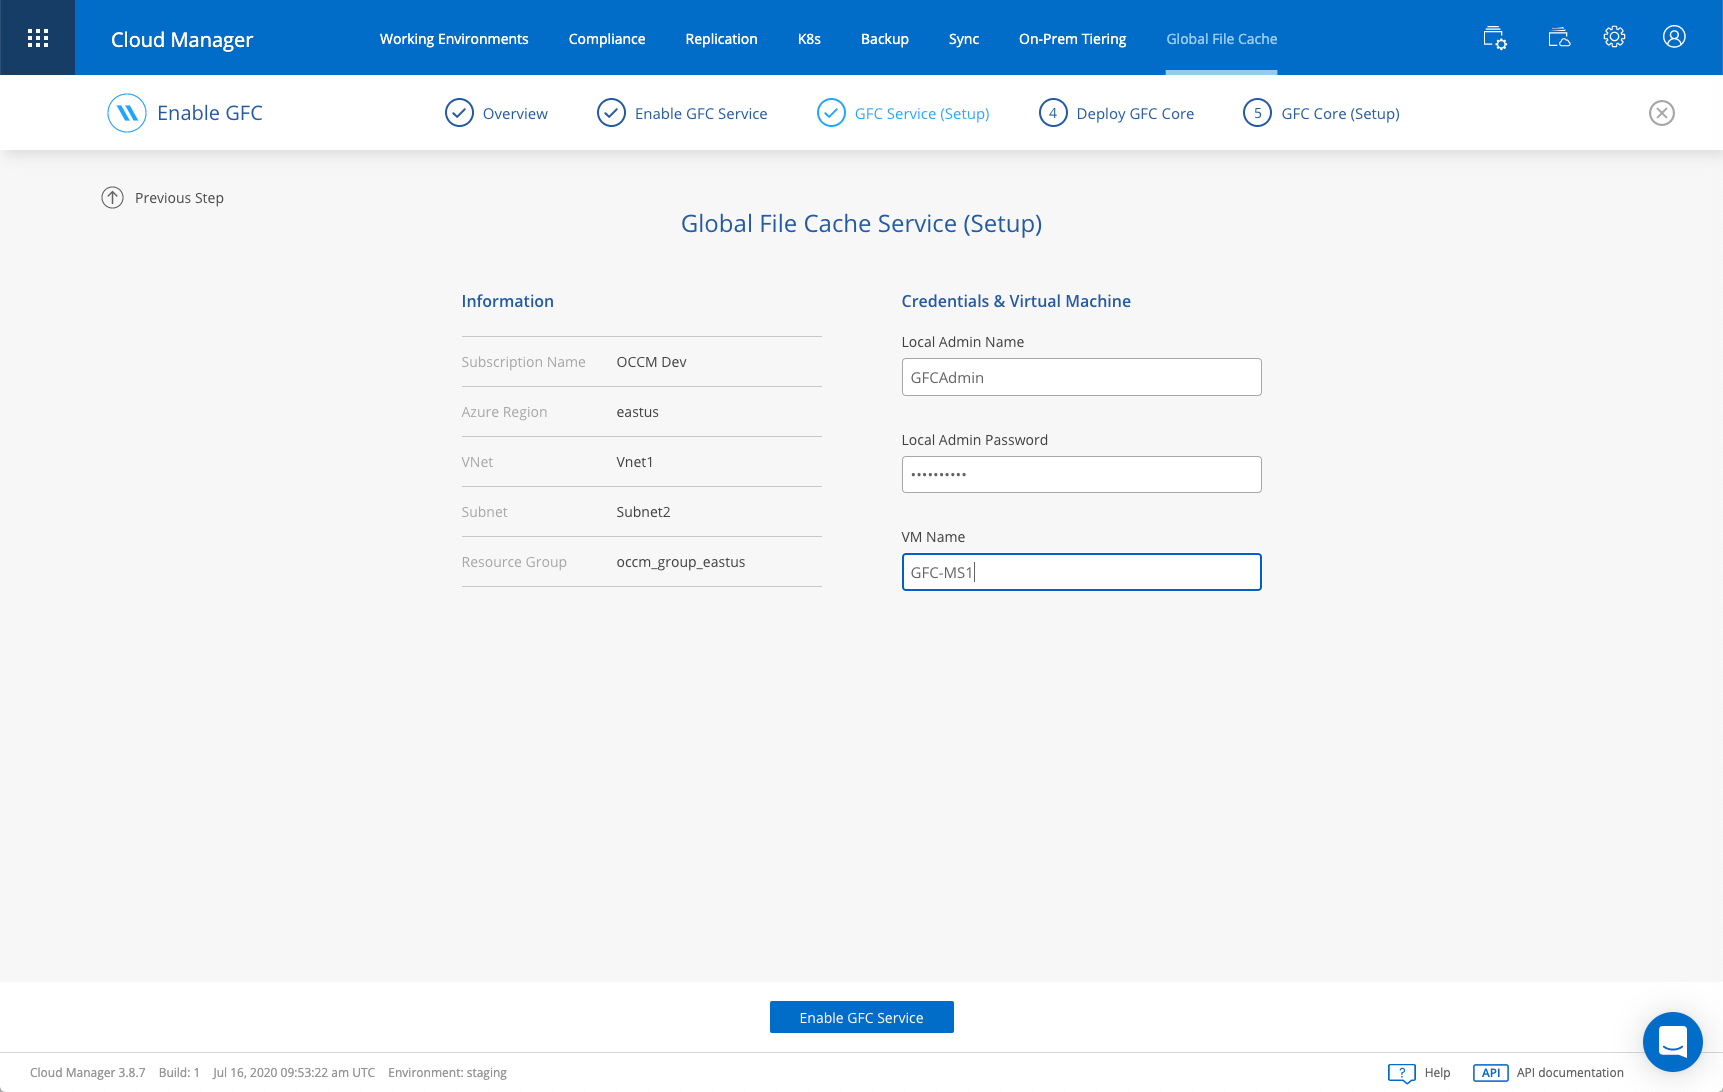 Cloud Manager
Working Environments
Compliance
Replication
K8s
Backup
Sync
On-Prem Tiering
Global File Cache
Enable GFC
Overview
Enable GFC Service
GFC Service (Setup)
4 Deploy GFC Core
5 GFC Core (Setup)
Previous Step
Global File Cache Service (Setup)
Information
Subscription Name OCCM Dev
Azure Region eastus
VNet Vnet1
Subnet Subnet2
Resource Group occm_group_eastus
Credentials & Virtual Machine
Local Admin Name
GFCAdmin
Local Admin Password
••••••••••
VM Name
GFC-MS1
Enable GFC Service
Cloud Manager 3.8.7 Build: 1 Jul 16, 2020 09:53:22 am UTC Environment: staging
? Help
API API documentation